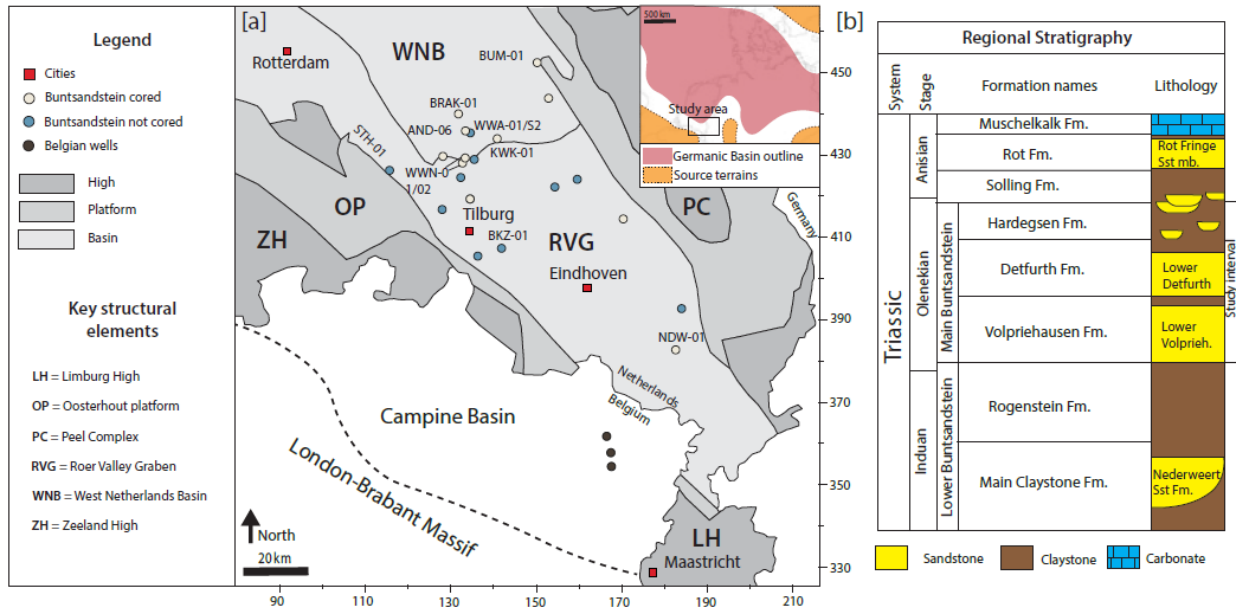 Legend
Cities
Buntsandstein cored
Buntsandstein not cored
Belgian wells
High
Platform
Basin
Key structural
elements
LH = Limburg High
OP = Oosterhout platform
PC = Peel Complex
RVG = Roer Valley Graben
WNB = West Netherlands Basin
ZH = Zeeland High
[a]
Rotterdam
WNB
BUM-01
BRAK-01
AND-06
WWA-01/S2
STH-01
KWK-01
WWN-0
1/02
OP
Tilburg
ZH
BKZ-01
RVG
Eindhoven
PC
Germany
NDW-01
Netherlands
Belgium
Campine Basin
London-Brabant Massif
North
20 km
LH
Maastricht
500 km
Study area
Germanic Basin outline
Source terrains
450
430
410
390
370
350
330
90
110
130
150
170
190
210
[b]
Regional Stratigraphy
System
Stage
Formation names
Lithology
Triassic
Anisian
Olenekian
Induan
Main Buntsandstein
Lower Buntsandstein
Muschelkalk Fm.
Rot Fm.
Rot Fringe
Sst mb.
Solling Fm.
Hardegsen Fm.
Detfurth Fm.
Lower
Detfurth
Volpriehausen Fm.
Lower
Volprieh.
Rogenstein Fm.
Main Claystone Fm.
Nederweert
Sst Fm.
Study interval
Sandstone
Claystone
Carbonate